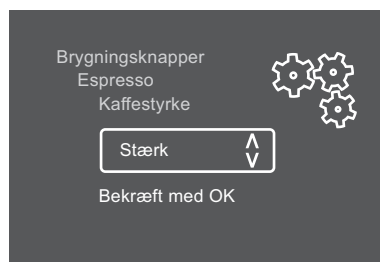 Brygningsknapper
Espresso
Kaffestyrke
Stærk
Bekræft med OK